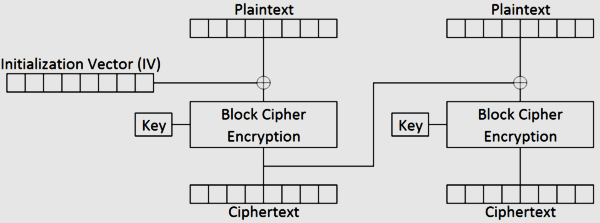 Plaintext
Plaintext
Initialization Vector (IV)
Key
Block Cipher
Encryption
Key
Block Cipher
Encryption
Ciphertext
Ciphertext